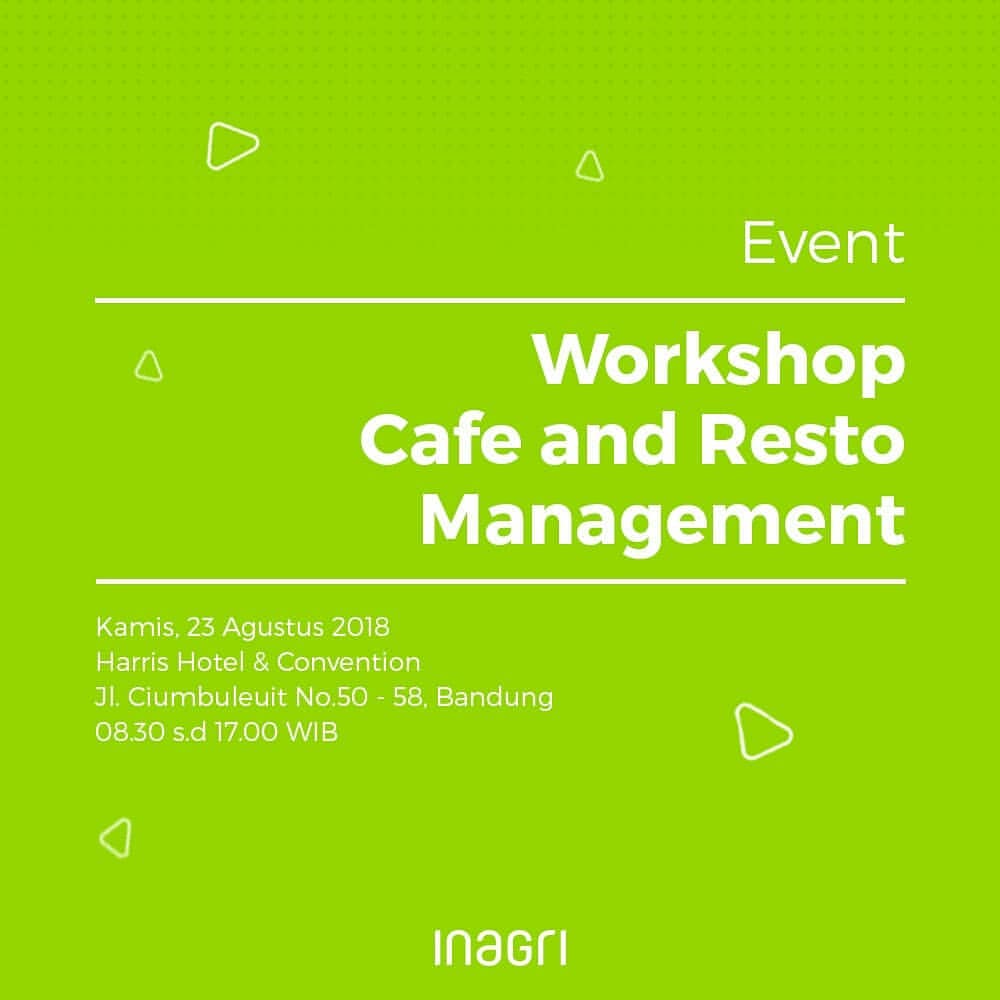 Event
Workshop
Cafe and Resto
Management
Kamis, 23 Agustus 2018
Harris Hotel & Convention
Jl. Ciumbuleuit No.50 - 58, Bandung
08.30 s.d 17.00 WIB
INAGRI